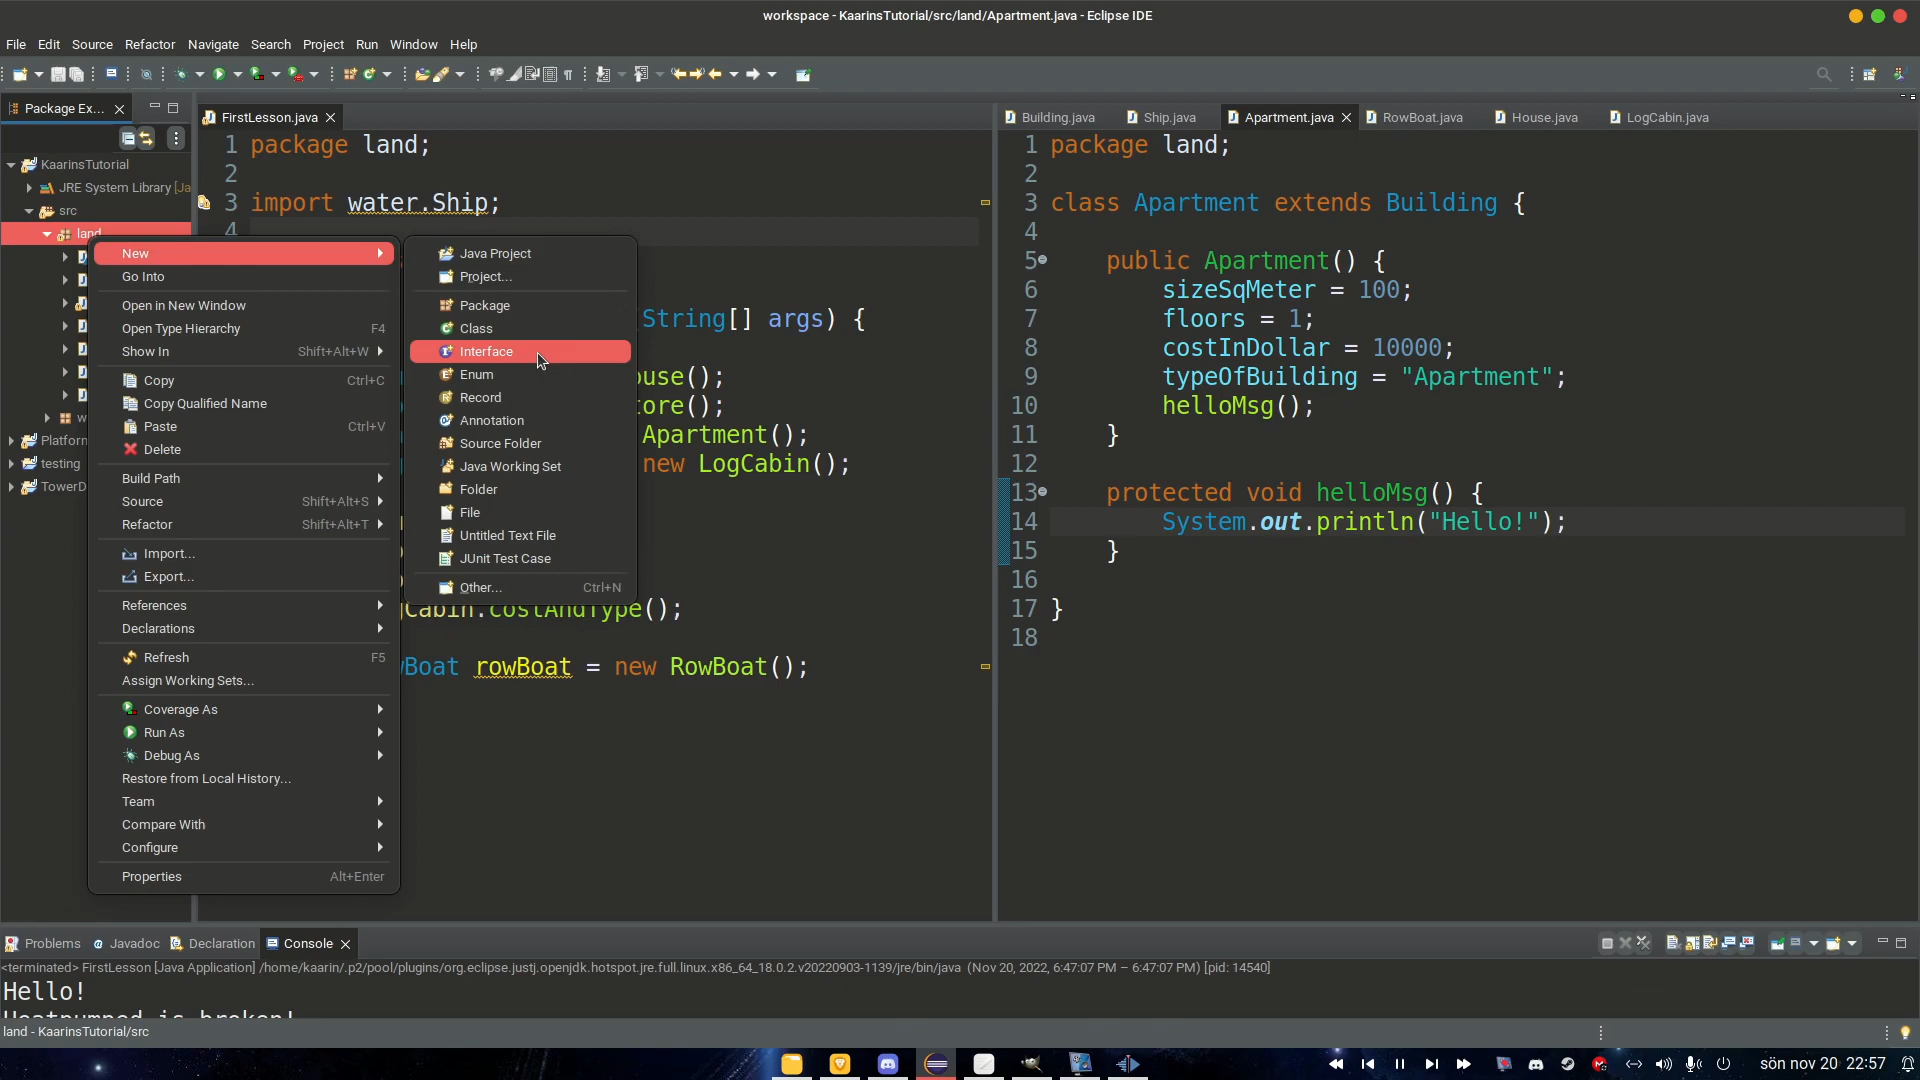 workspace - KaarinsTutorial/src/land/Apartment.java - Eclipse IDE
File Edit Source Refactor Navigate Search Project Run Window Help
Package Ex...
FirstLesson.java
Building.java Ship.java Apartment.java RowBoat.java House.java LogCabin.java
KaarinsTutorial
JRE System Library [Ja
src
land
w
Platforn
testing
TowerD
New
Go Into
Open in New Window
Open Type Hierarchy F4
Show In Shift+Alt+W
Copy Ctrl+C
Copy Qualified Name
Paste Ctrl+V
Delete
Build Path
Source Shift+Alt+S
Refactor Shift+Alt+T
Import...
Export...
References
Declarations
Refresh F5
Assign Working Sets...
Coverage As
Run As
Debug As
Restore from Local History...
Team
Compare With
Configure
Properties Alt+Enter
Java Project
Project...
Package
Class
Interface
Enum
Record
Annotation
Source Folder
Java Working Set
Folder
File
Untitled Text File
JUnit Test Case
Other... Ctrl+N
1 package land;
2
3 import water.Ship;
4
(String[] args) {
ouse();
tore();
Apartment();
new LogCabin();
gCabin.costAndType();
wBoat rowBoat = new RowBoat();
1 package land;
2
3 class Apartment extends Building {
4
5 public Apartment() {
6 sizeSqMeter = 100;
7 floors = 1;
8 costInDollar = 10000;
9 typeOfBuilding = "Apartment";
10 helloMsg();
11 }
12
13 protected void helloMsg() {
14 System.out.println("Hello!");
15 }
16
17 }
18
Problems Javadoc Declaration Console
<terminated> FirstLesson [Java Application] /home/kaarin/.p2/pool/plugins/org.eclipse.justj.openjdk.hotspot.jre.full.linux.x86_64_18.0.2.v20220903-1139/jre/bin/java (Nov 20, 2022, 6:47:07 PM – 6:47:07 PM) [pid: 14540]
Hello!
Heatpumped is broken!
land - KaarinsTutorial/src
sön nov 20 22:57